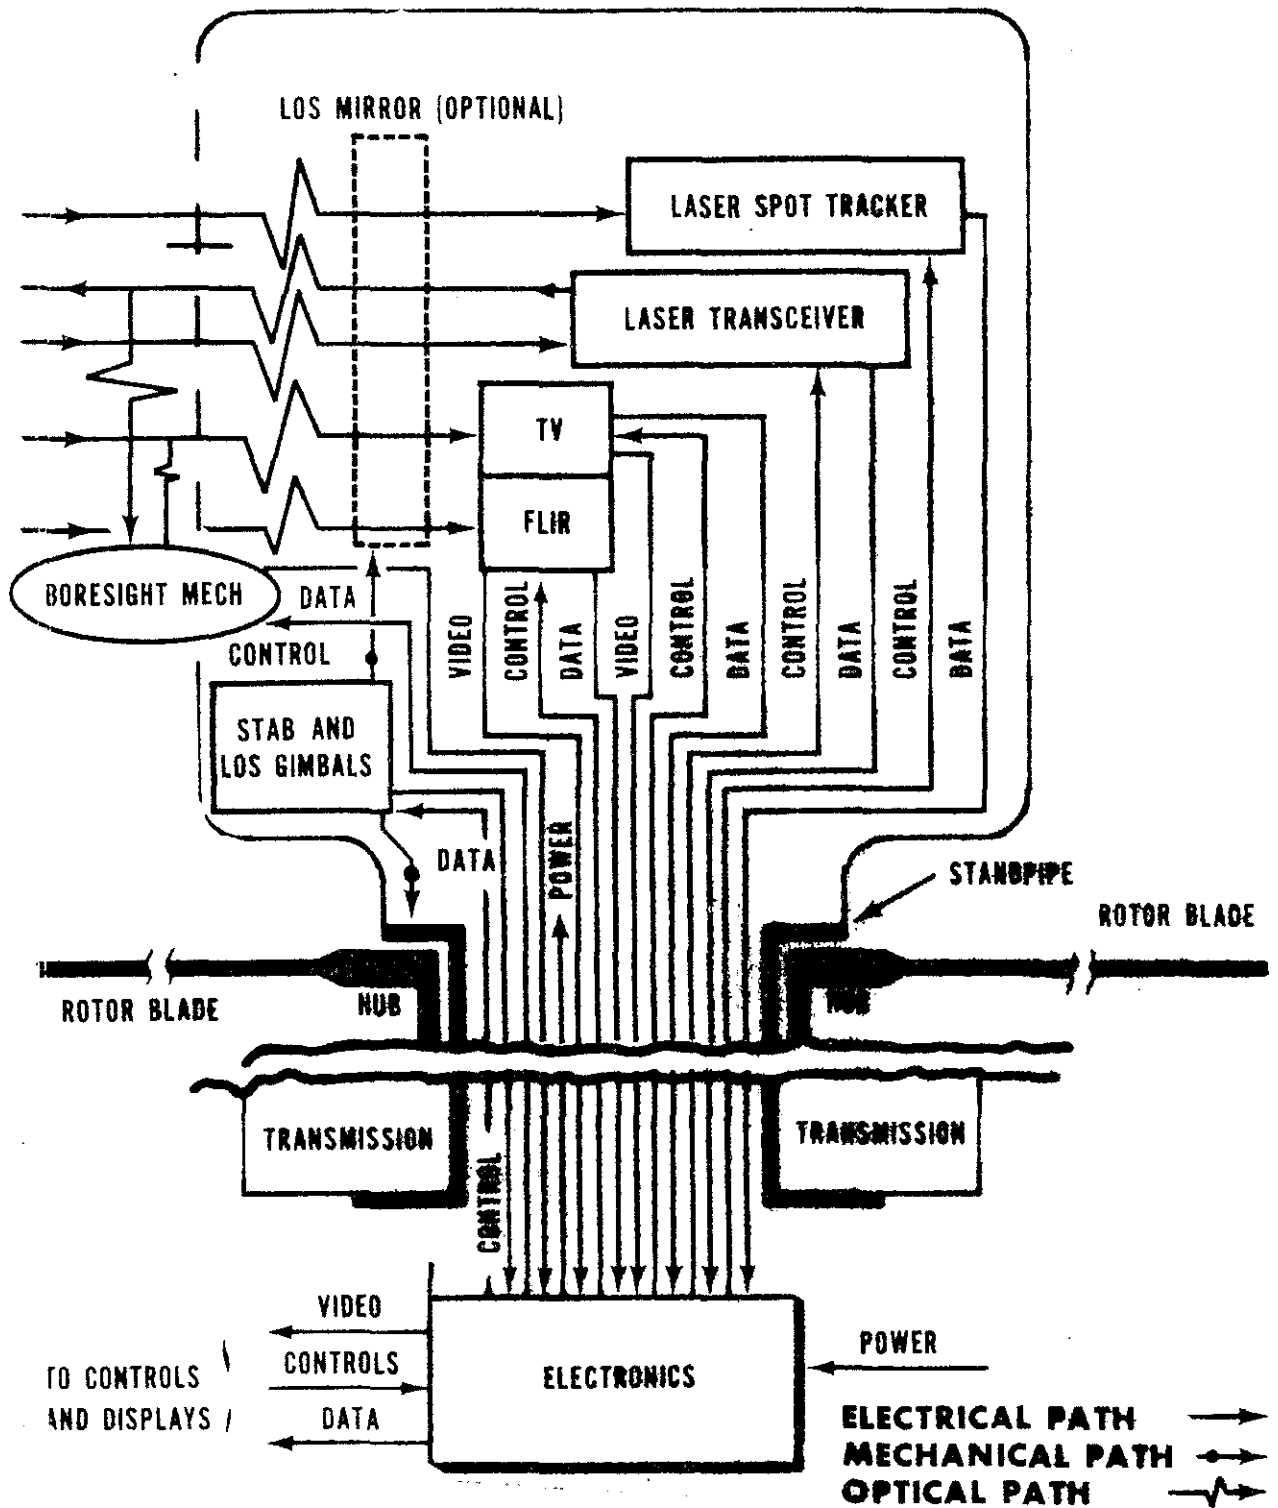 LOS MIRROR (OPTIONAL)
LASER SPOT TRACKER
LASER TRANSCEIVER
TV
FLIR
BORESIGHT MECH
DATA
CONTROL
VIDEO
CONTROL
DATA
VIDEO
CONTROL
DATA
CONTROL
DATA
CONTROL
DATA
STAB AND
LOS GIMBALS
DATA
POWER
STANDPIPE
ROTOR BLADE
ROTOR BLADE
HUB
HUB
TRANSMISSION
TRANSMISSION
CONTROL
VIDEO
CONTROLS
DATA
TO CONTROLS
AND DISPLAYS
ELECTRONICS
POWER
ELECTRICAL PATH
MECHANICAL PATH
OPTICAL PATH